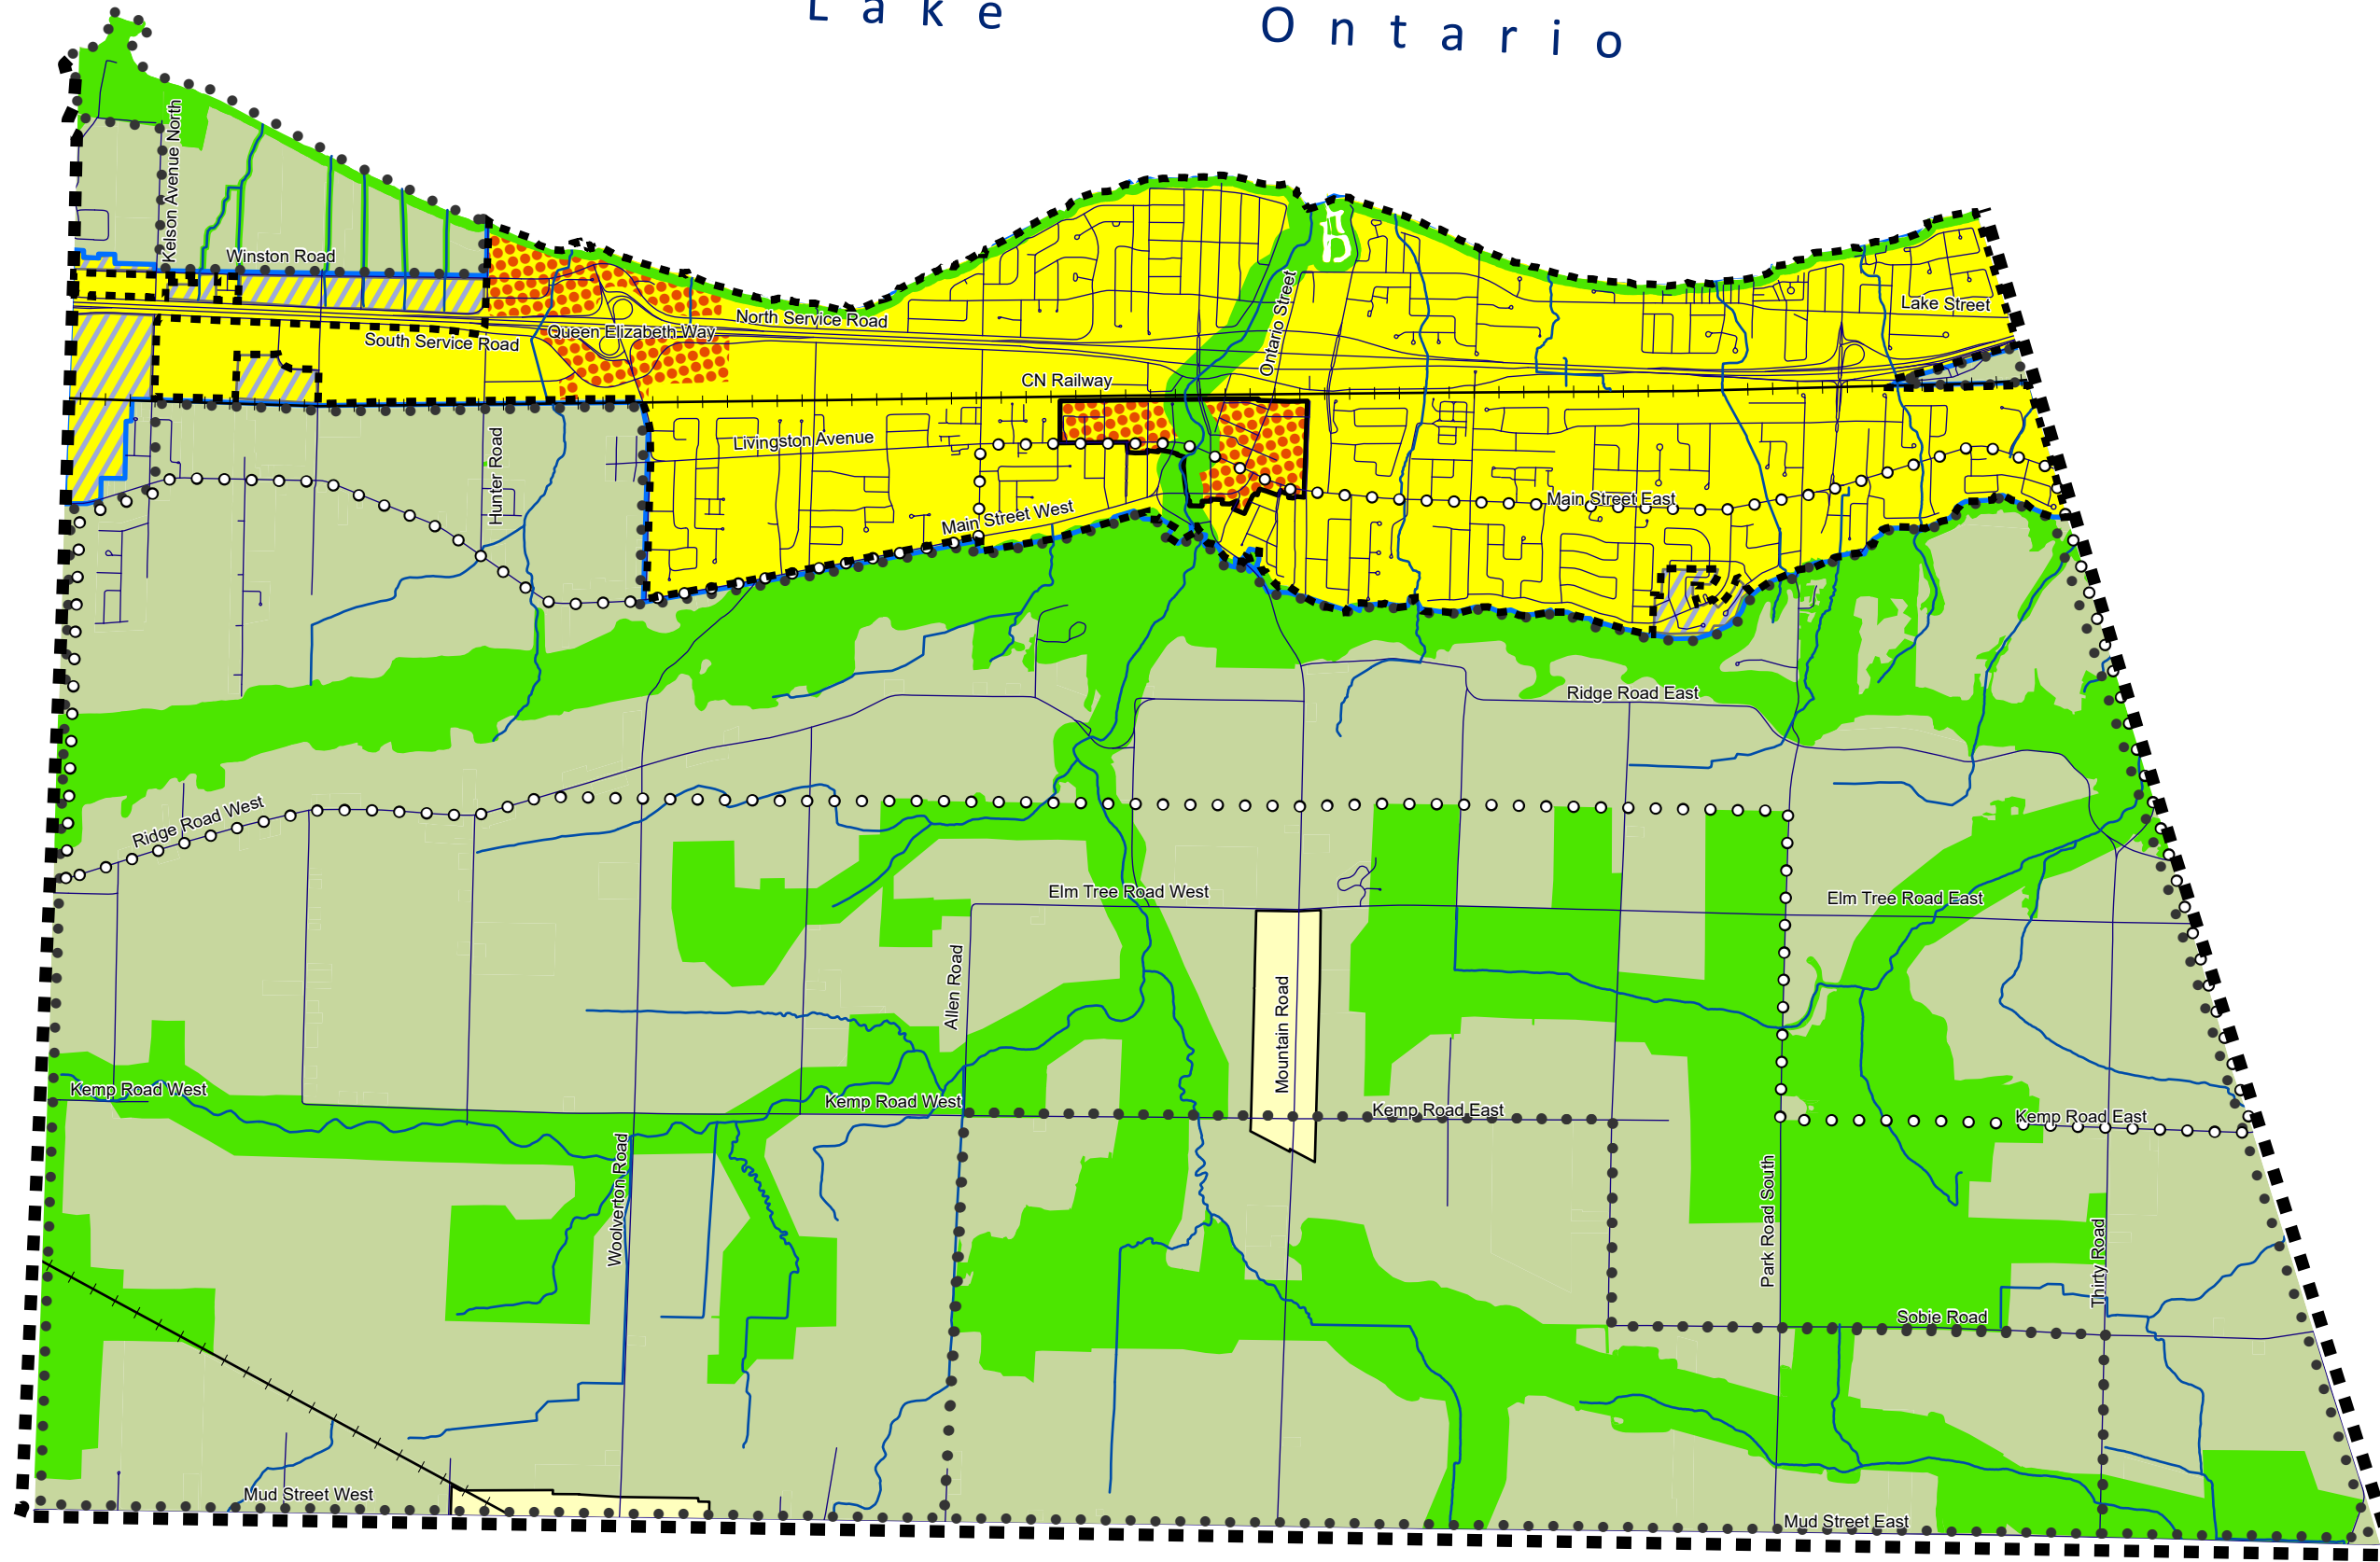 Lake Ontario
Kelson Avenue North
Winston Road
Lake Street
North Service Road
Queen Elizabeth Way
South Service Road
Ontario Street
CN Railway
Livingston Avenue
Hunter Road
Main Street East
Main Street West
Ridge Road East
Ridge Road West
Elm Tree Road West
Elm Tree Road East
Allen Road
Mountain Road
Kemp Road West
Kemp Road West
Kemp Road East
Kemp Road East
Woolverton Road
Park Road South
Thirty Road
Sobie Road
Mud Street West
Mud Street East